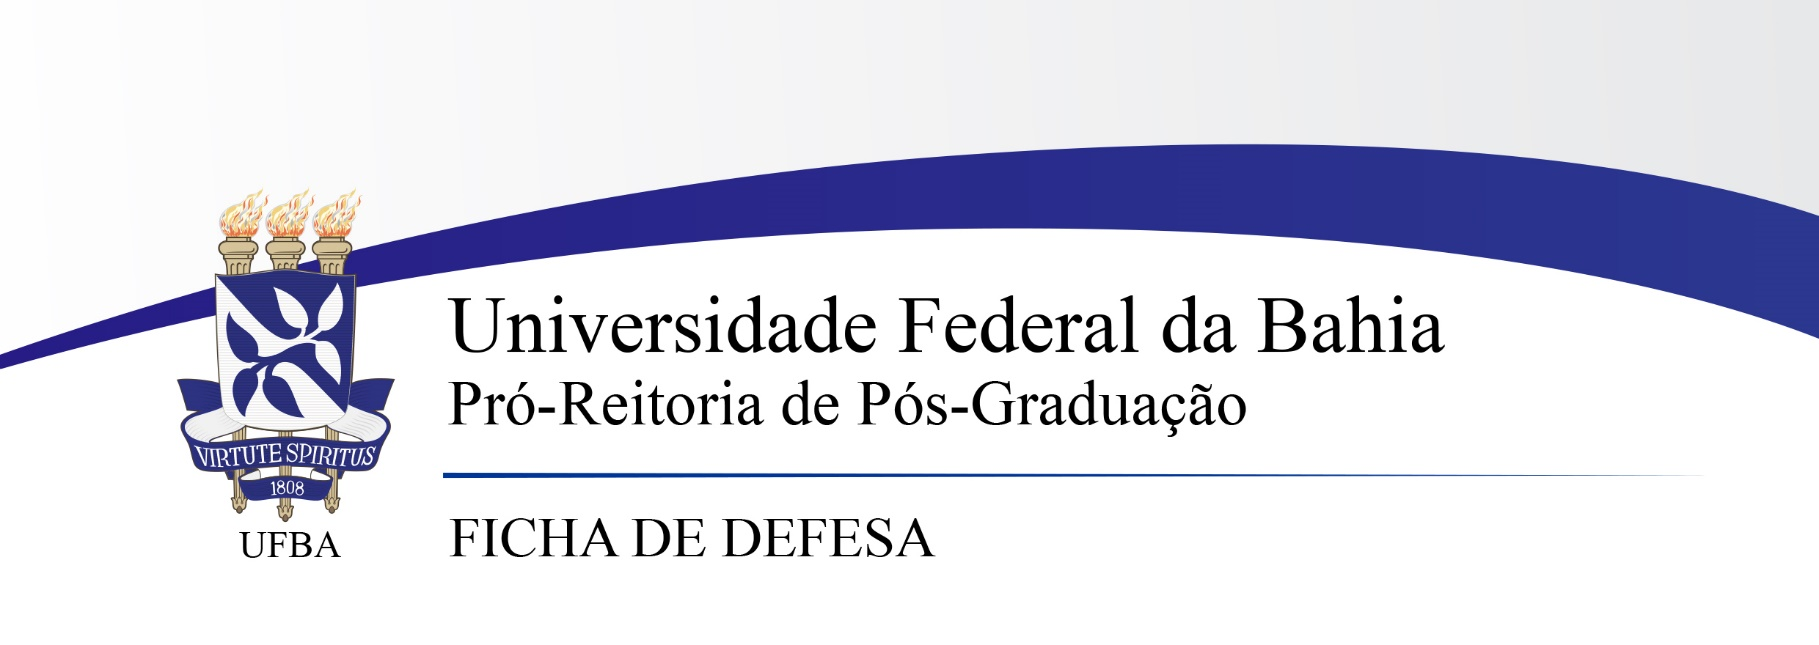 Universidade Federal da Bahia
Pró-Reitoria de Pós-Graduação
VIRTUTE SPIRITUS
1808
UFBA
FICHA DE DEFESA